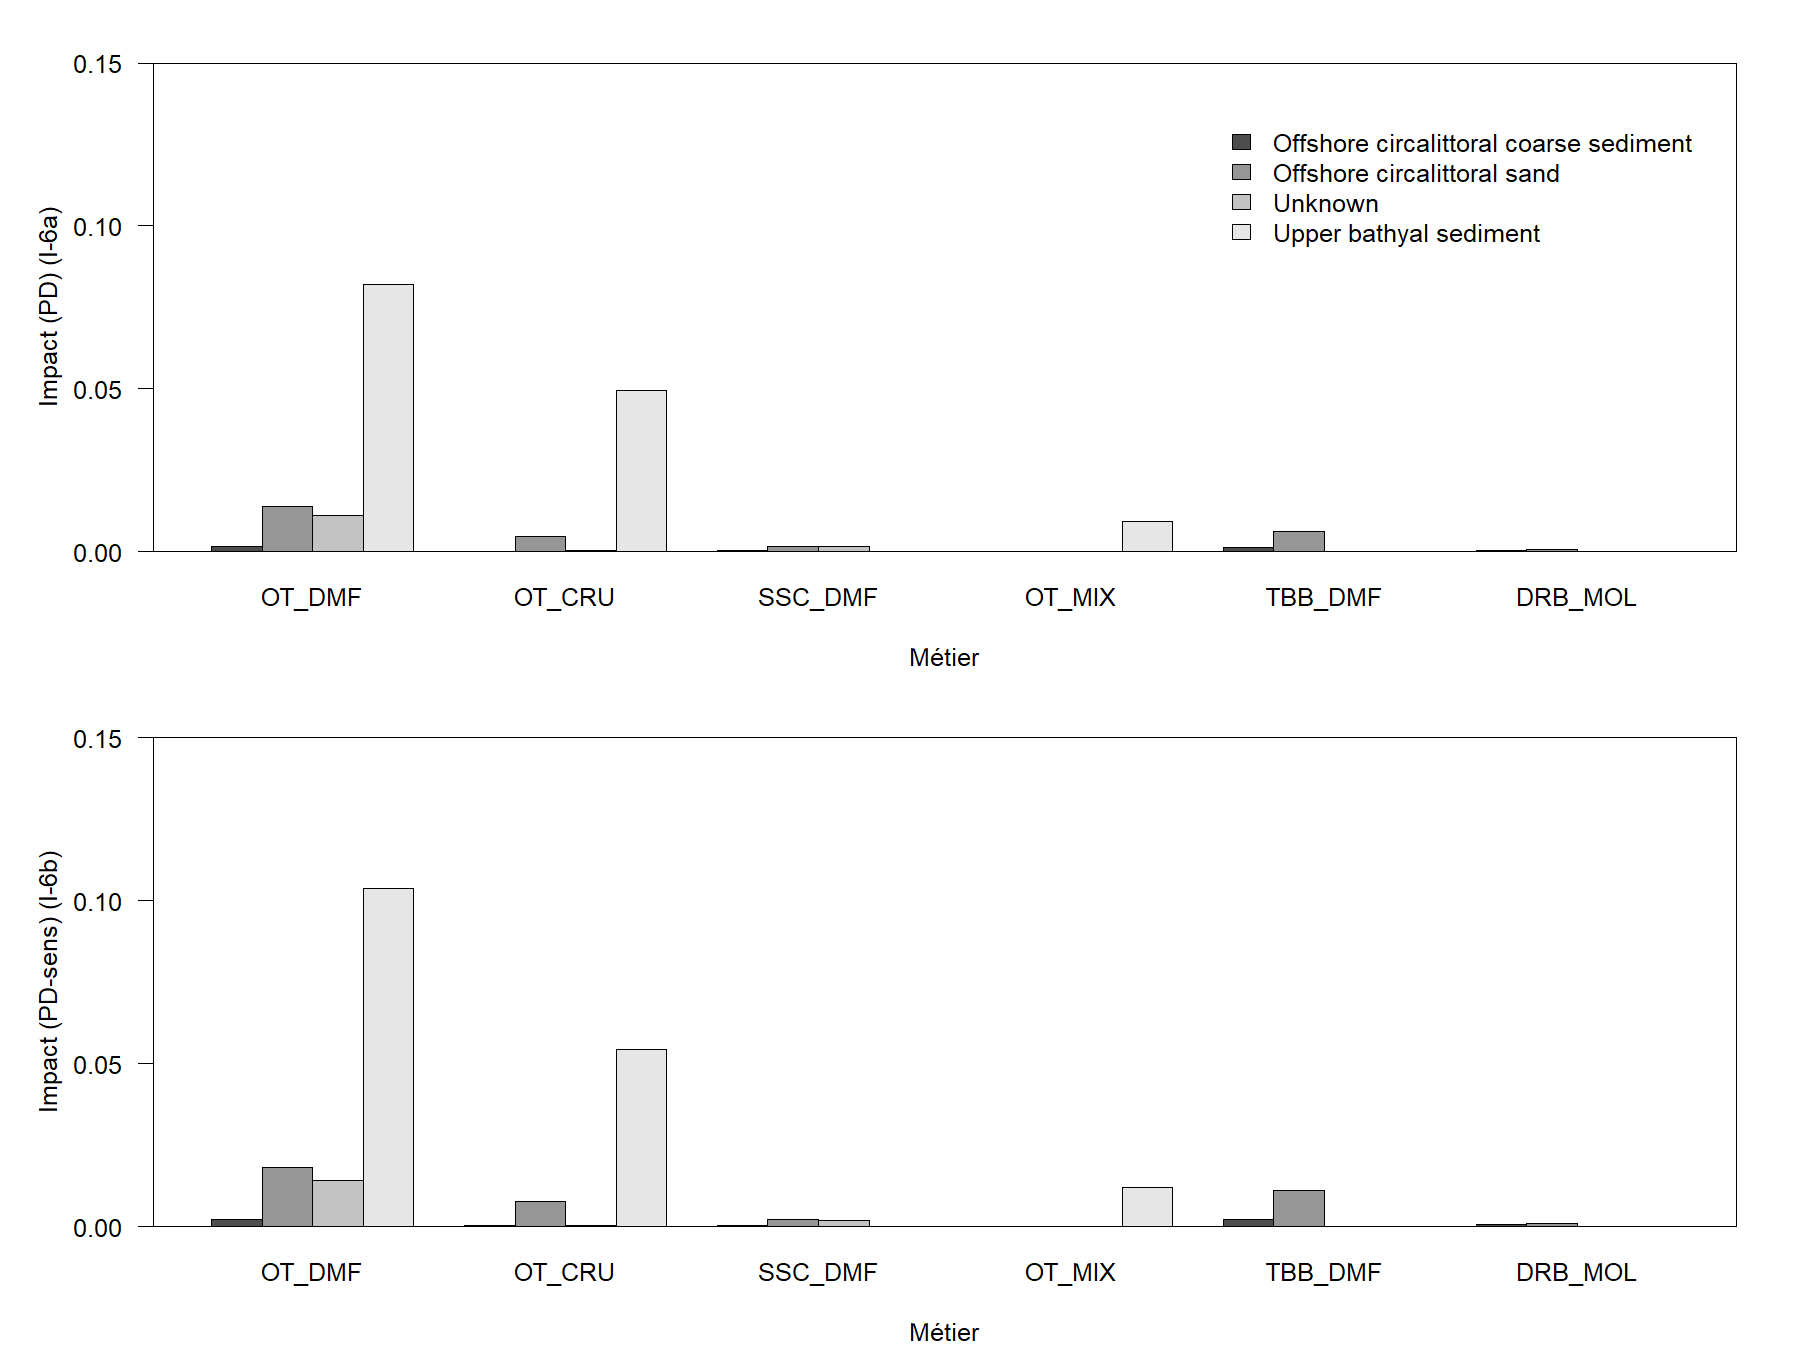 0.15
0.10
0.05
0.00
Impact (PD) (I-6a)
Offshore circalittoral coarse sediment
Offshore circalittoral sand
Unknown
Upper bathyal sediment
OT_DMF OT_CRU SSC_DMF OT_MIX TBB_DMF DRB_MOL
Métier
0.15
0.10
0.05
0.00
Impact (PD-sens) (I-6b)
OT_DMF OT_CRU SSC_DMF OT_MIX TBB_DMF DRB_MOL
Métier